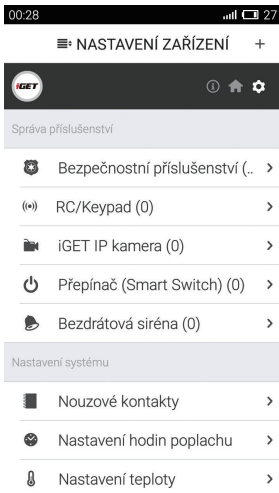 00:28 27
NASTAVENÍ ZAŘÍZENÍ +
iGET
Správa příslušenství
Bezpečnostní příslušenství (..
RC/Keypad (0)
iGET IP kamera (0)
Přepínač (Smart Switch) (0)
Bezdrátová siréna (0)
Nastavení systému
Nouzové kontakty
Nastavení hodin poplachu
Nastavení teploty